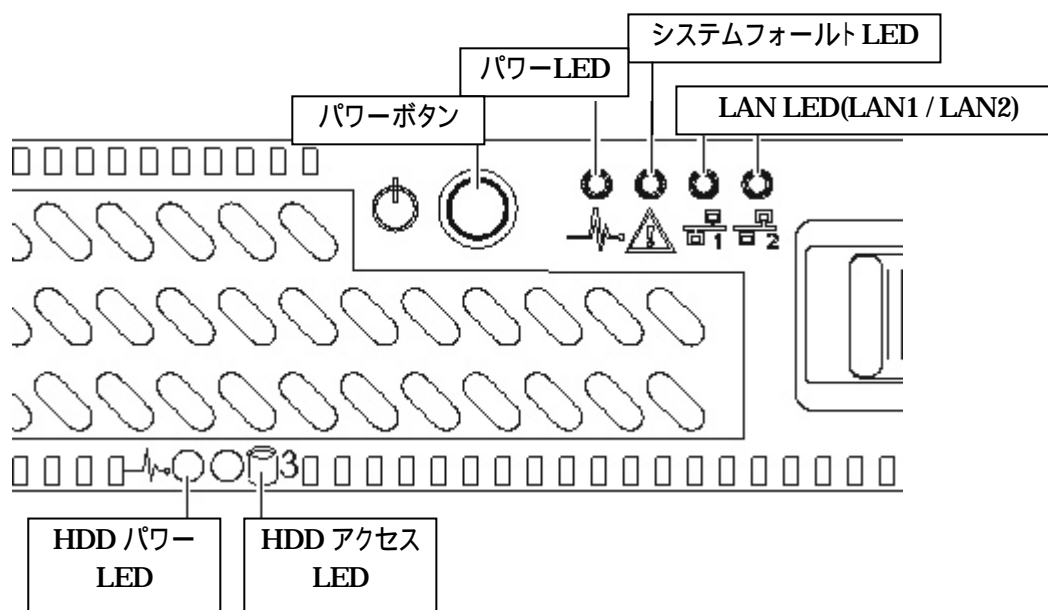 システムフォールト LED
パワーLED
LAN LED(LAN1 / LAN2)
パワーボタン
1
2
3
HDD パワー
LED
HDD アクセス
LED